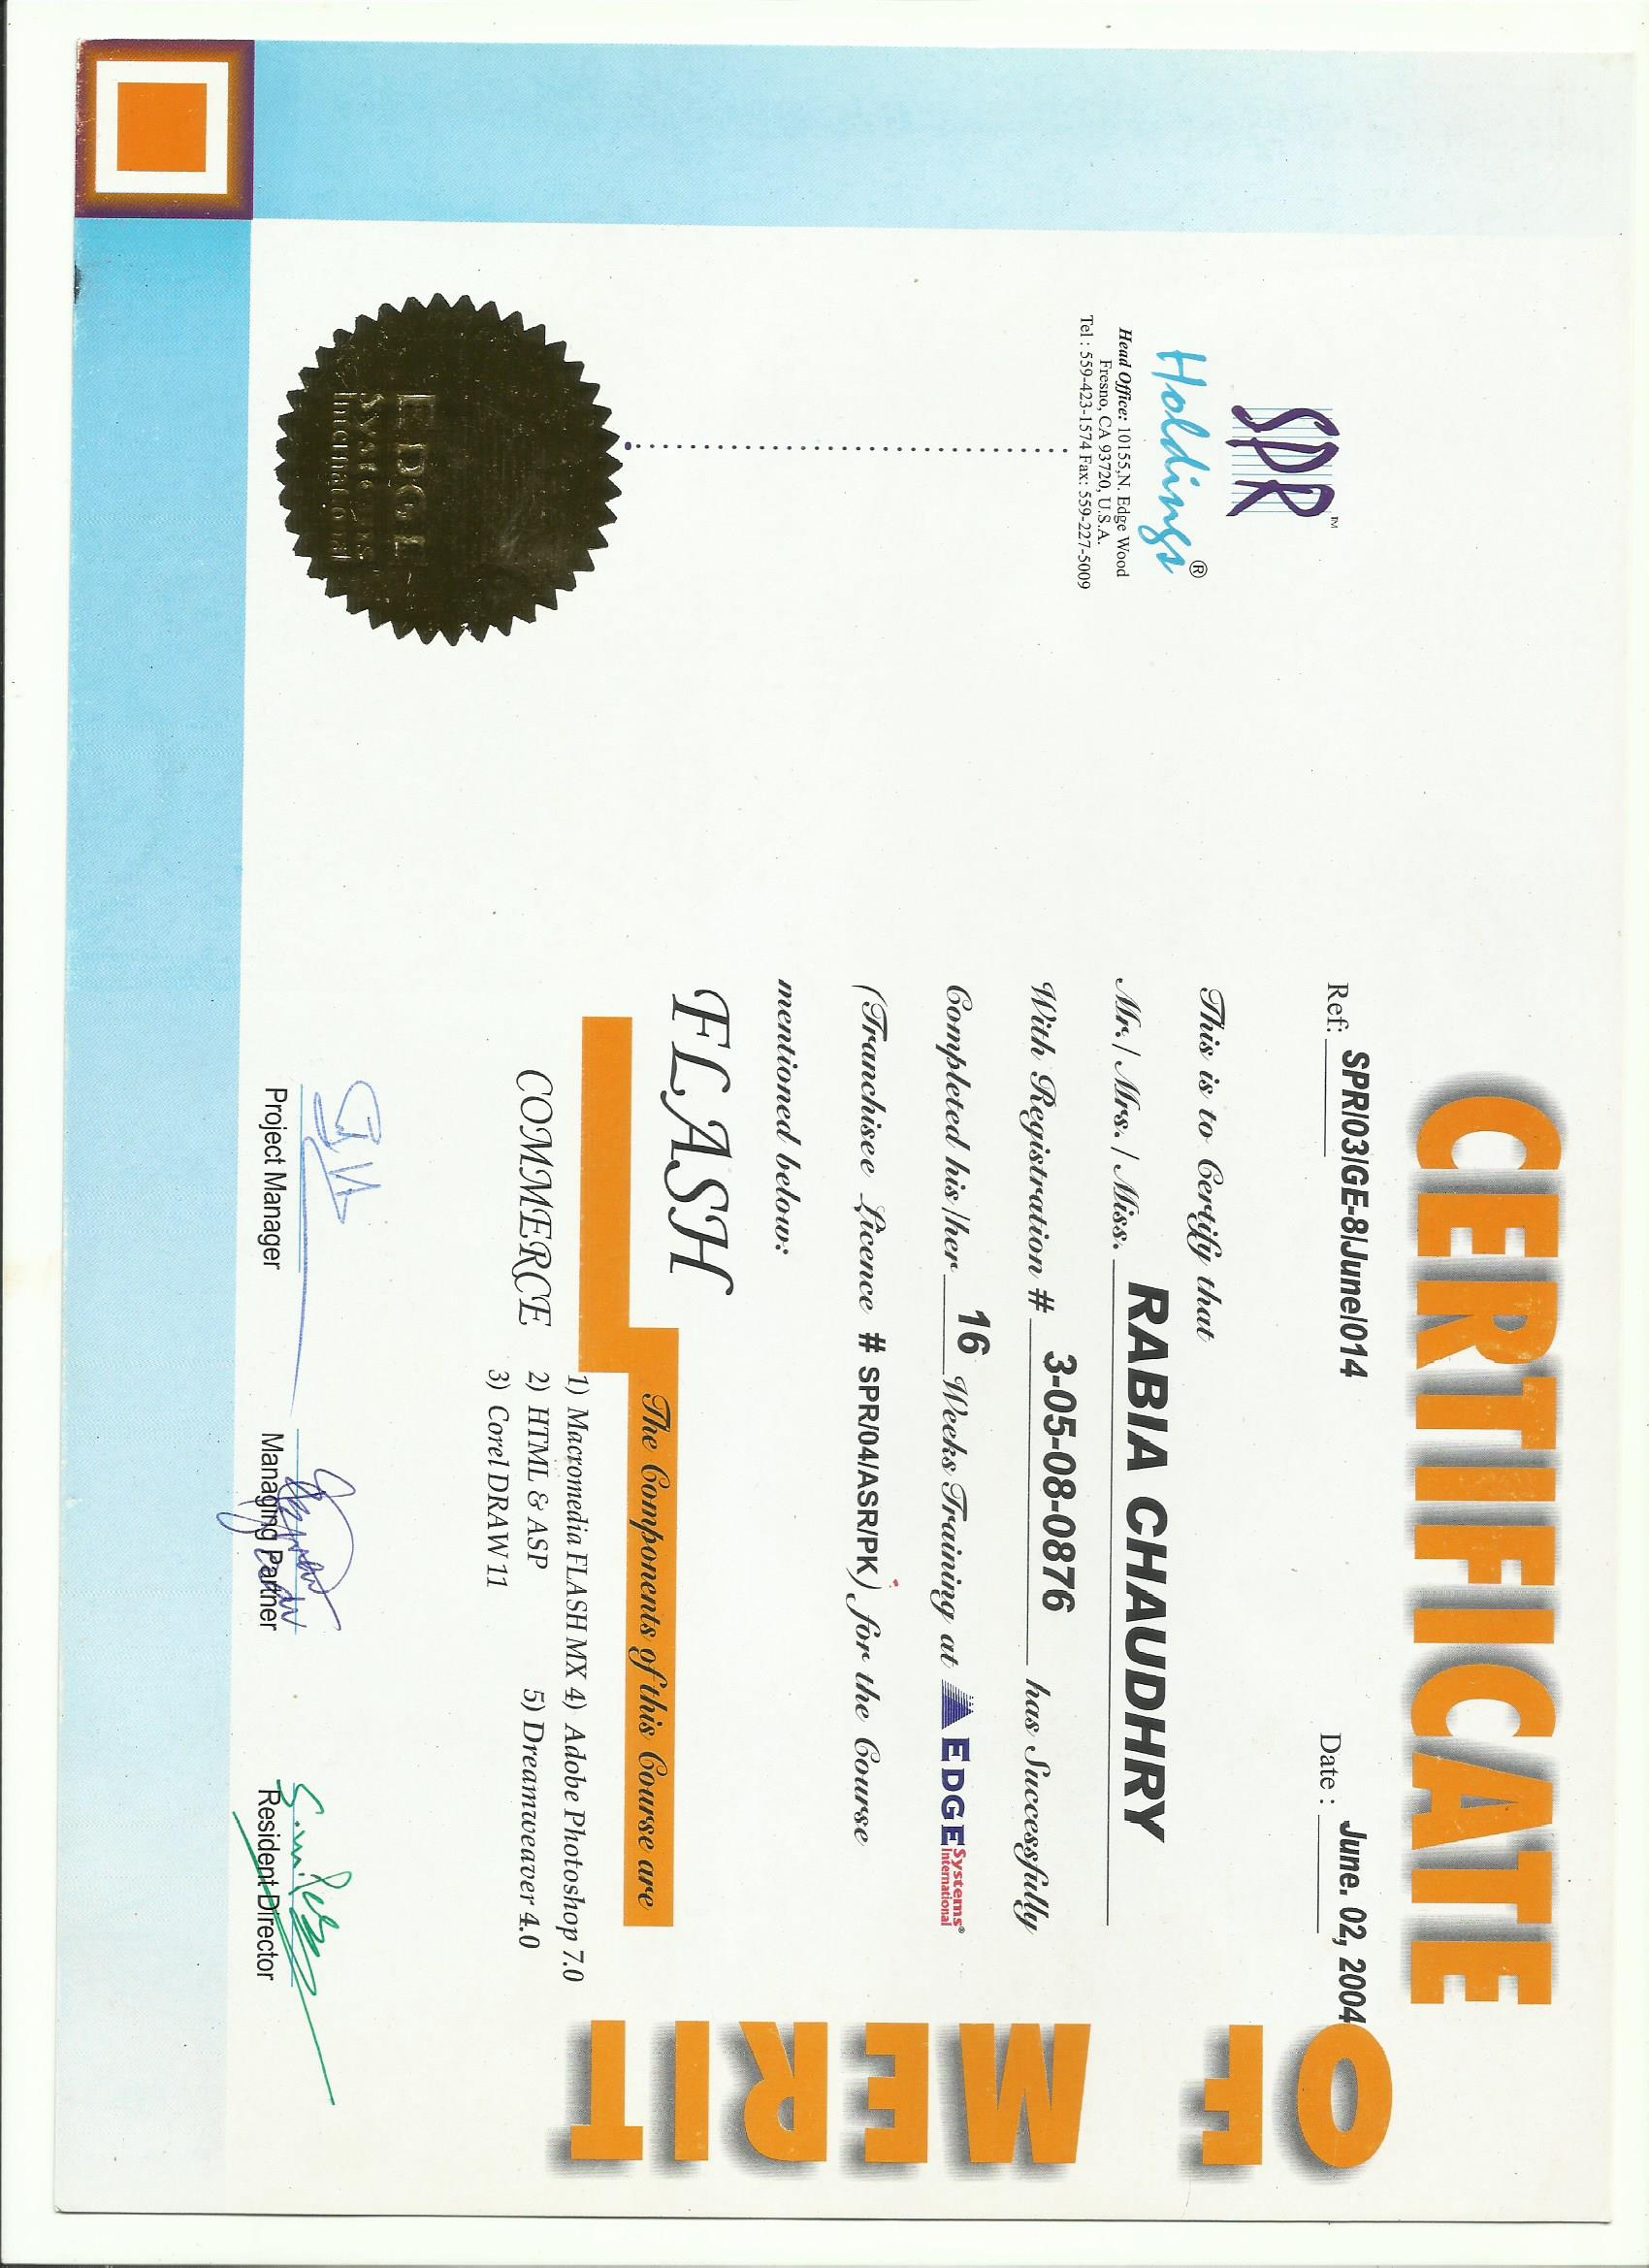 CERTIFICATE
OF MERIT
Ref: SPR/03/GE-8/June/014
Date : June. 02, 2004
SPR™
Holdings®
Head Office: 10155,N. Edge Wood
Fresno, CA 93720, U.S.A.
Tel : 559-423-1574 Fax: 559-227-5009
This is to Certify that
Mr./ Mrs. / Miss. RABIA CHAUDHRY
With Registration # 3-05-08-0876 has Successfully
Completed his/her 16 Weeks Training at EDGE Systems® International
(Tranchisee Licence # SPR/04/ASR/PK) for the Course
mentioned below:
FLASH
COMMERCE
The Components of this Course are
1) Macromedia FLASH MX 4) Adobe Photoshop 7.0
2) HTML & ASP 5) Dreamweaver 4.0
3) Corel DRAW 11
EDGE
Systems
International
Project Manager
Managing Partner
Resident Director